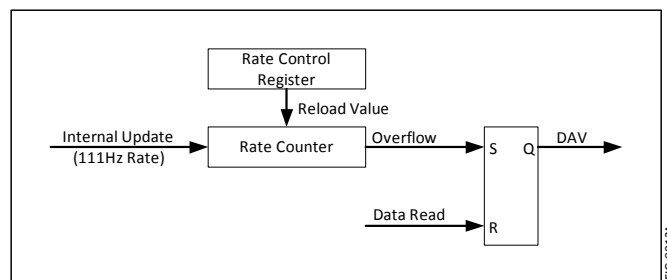 Rate Control
Register
Reload Value
Internal Update
(111Hz Rate)
Rate Counter
Overflow
S
Q
DAV
Data Read
R